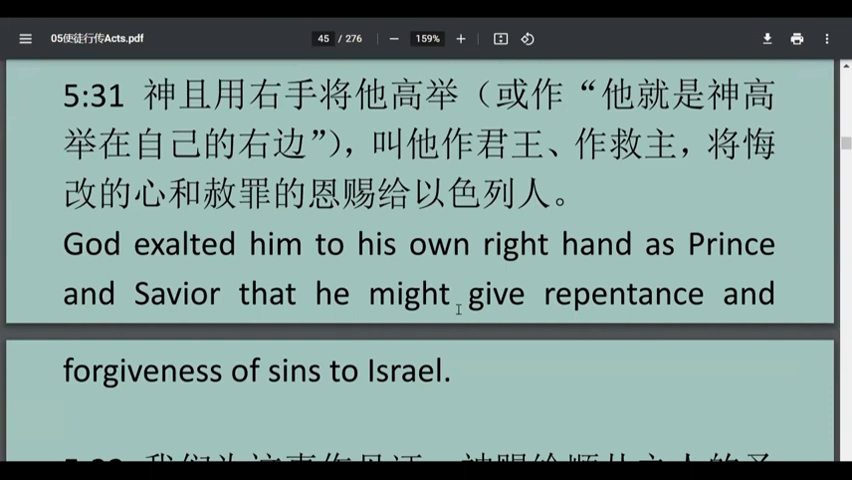 05使徒行传Acts.pdf
45 / 276
159%
5:31 神且用右手将他高举（或作“他就是神高
举在自己的右边”），叫他作君王、作救主，将悔
改的心和赦罪的恩赐给以色列人。
God exalted him to his own right hand as Prince
and Savior that he might give repentance and
forgiveness of sins to Israel.